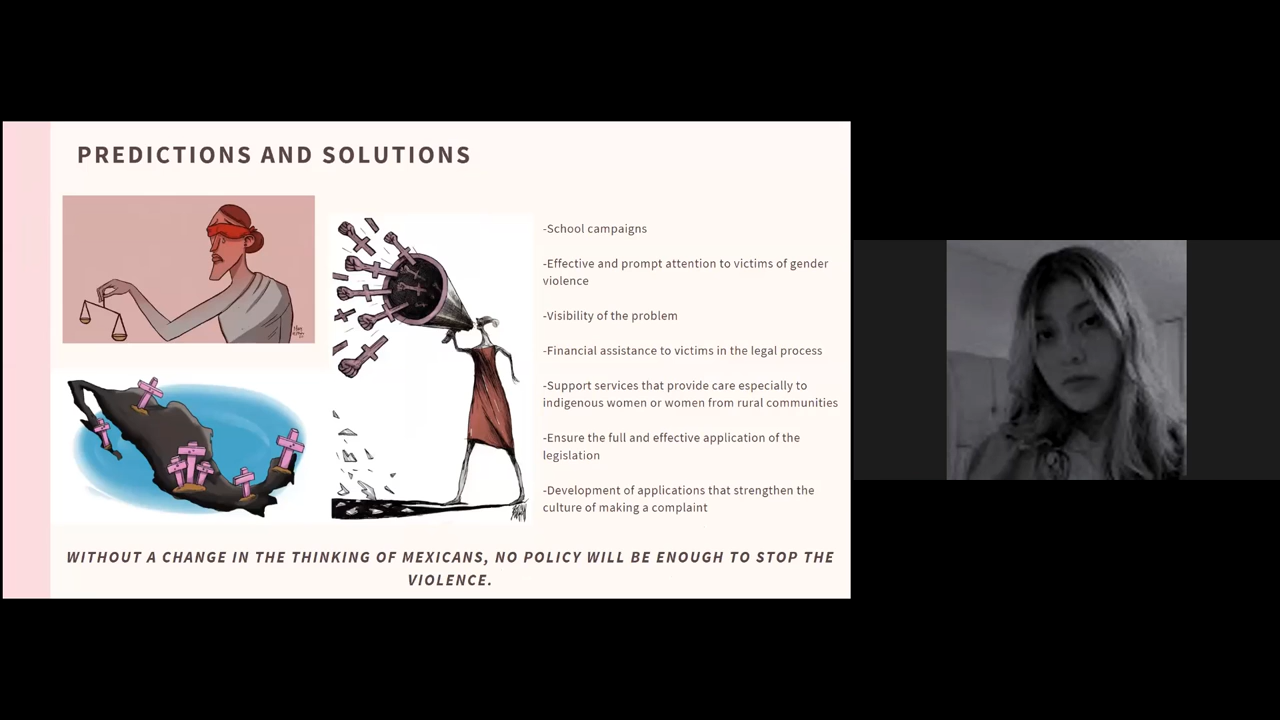 PREDICTIONS AND SOLUTIONS
-School campaigns
-Effective and prompt attention to victims of gender
violence
-Visibility of the problem
-Financial assistance to victims in the legal process
-Support services that provide care especially to
indigenous women or women from rural communities
-Ensure the full and effective application of the
legislation
-Development of applications that strengthen the
culture of making a complaint
WITHOUT A CHANGE IN THE THINKING OF MEXICANS, NO POLICY WILL BE ENOUGH TO STOP THE
VIOLENCE.